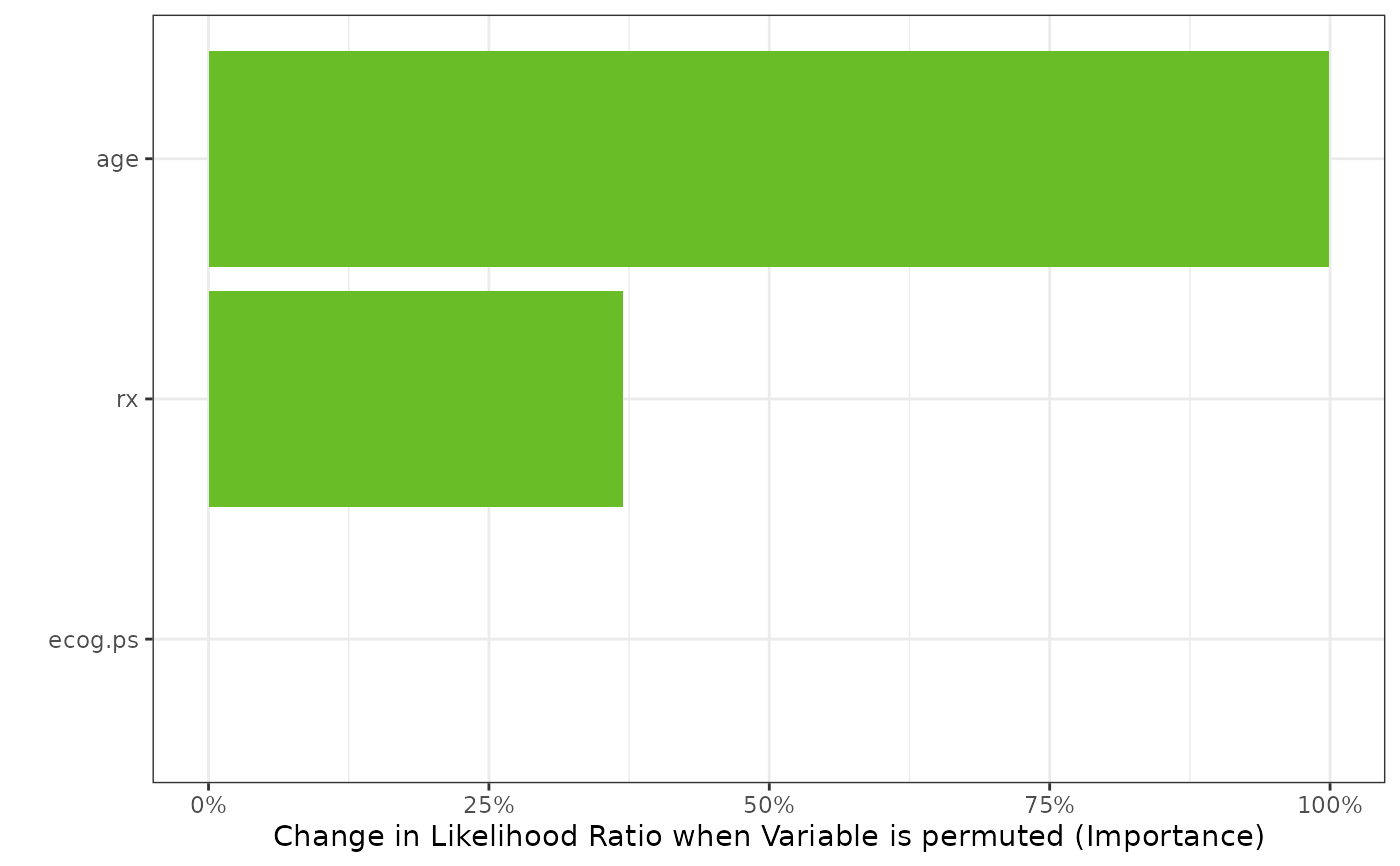 age
rx
ecog.ps
0% 25% 50% 75% 100%
Change in Likelihood Ratio when Variable is permuted (Importance)